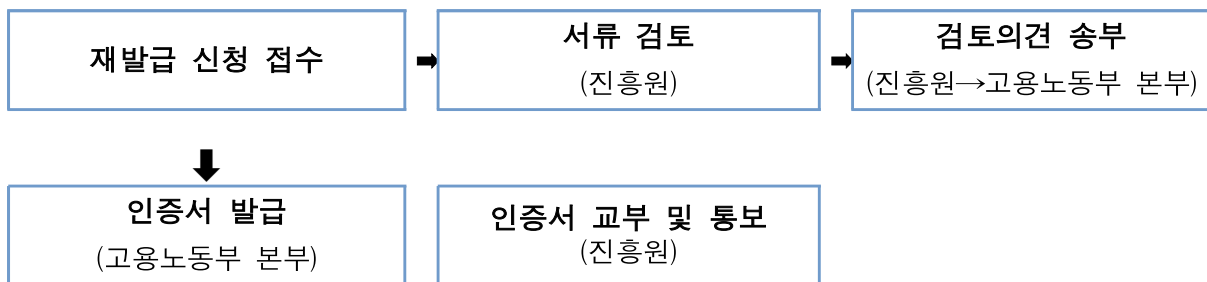 재발급 신청 접수
서류 검토
(진흥원)
검토의견 송부
(진흥원→고용노동부 본부)
인증서 발급
(고용노동부 본부)
인증서 교부 및 통보
(진흥원)